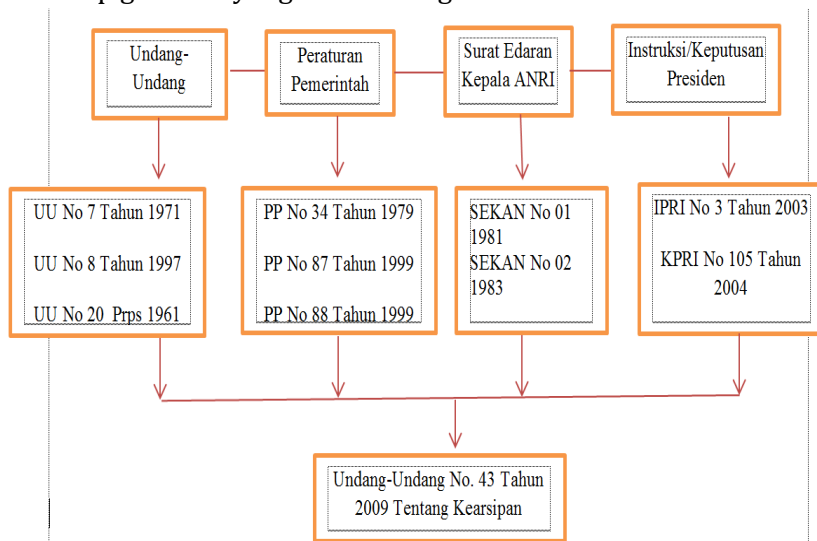 Undang-
Undang
Peraturan
Pemerintah
Surat Edaran
Kepala ANRI
Instruksi/Keputusan
Presiden
UU No 7 Tahun 1971
UU No 8 Tahun 1997
UU No 20 Prps 1961
PP No 34 Tahun 1979
PP No 87 Tahun 1999
PP No 88 Tahun 1999
SEKAN No 01
1981
SEKAN No 02
1983
IPRI No 3 Tahun 2003
KPRI No 105 Tahun
2004
Undang-Undang No. 43 Tahun
2009 Tentang Kearsipan